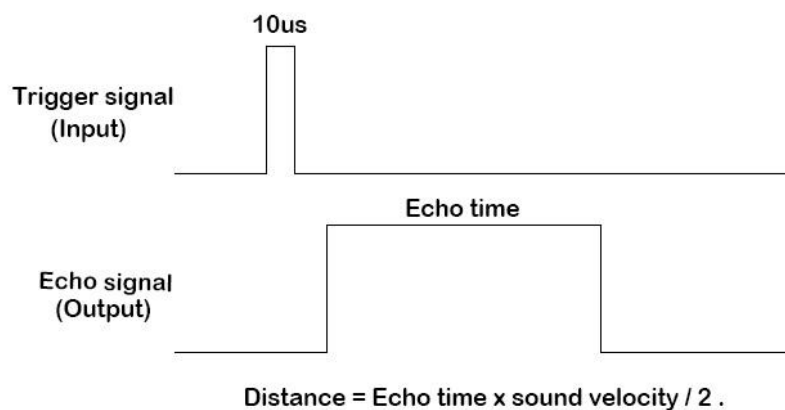 10us
Trigger signal
(Input)
Echo time
Echo signal
(Output)
Distance = Echo time x sound velocity / 2 .